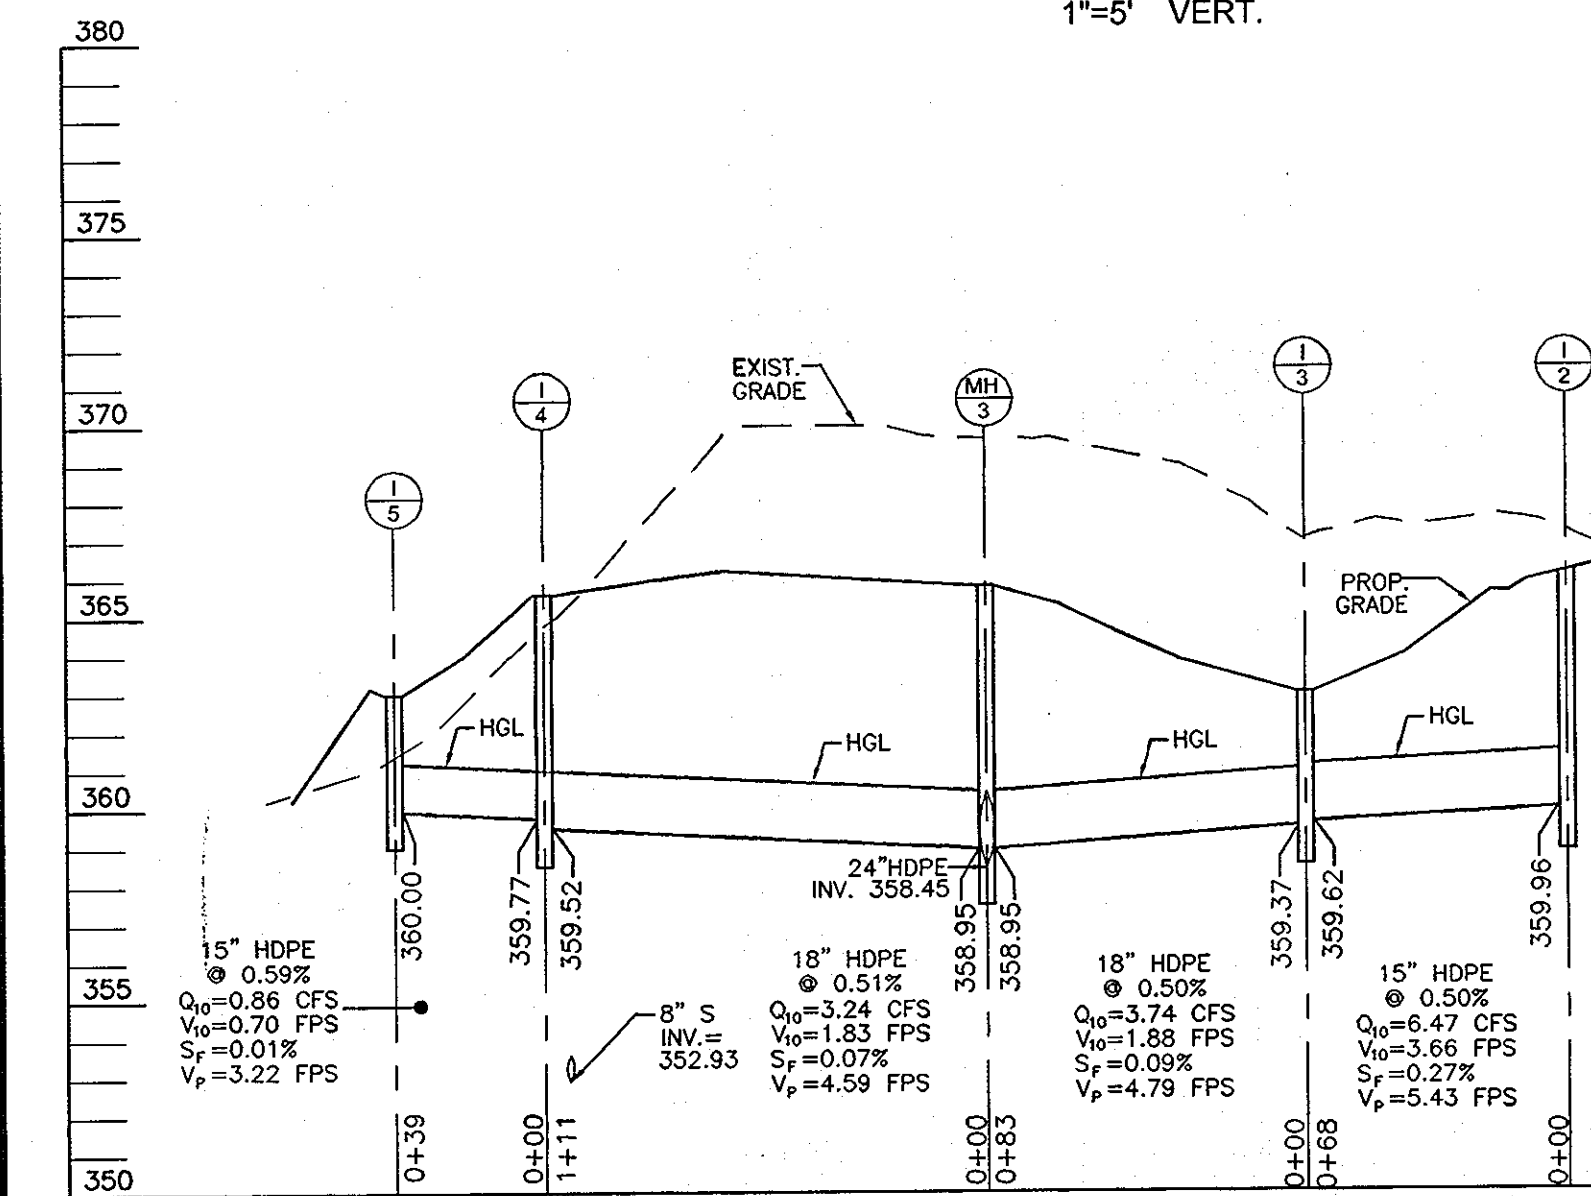 1"=5' VERT.
380
375
370
365
360
355
350
I
5
I
4
EXIST.
GRADE
MH
3
I
3
I
2
PROP.
GRADE
HGL
HGL
HGL
HGL
24"HDPE
INV. 358.45
360.00
359.77
359.52
358.95
358.95
359.37
359.62
359.96
15" HDPE
@ 0.59%
Q10=0.86 CFS
V10=0.70 FPS
SF=0.01%
VP=3.22 FPS
8" S
INV.=
352.93
18" HDPE
@ 0.51%
Q10=3.24 CFS
V10=1.83 FPS
SF=0.07%
VP=4.59 FPS
18" HDPE
@ 0.50%
Q10=3.74 CFS
V10=1.88 FPS
SF=0.09%
VP=4.79 FPS
15" HDPE
@ 0.50%
Q10=6.47 CFS
V10=3.66 FPS
SF=0.27%
VP=5.43 FPS
0+39
0+00
1+11
0+00
0+83
0+00
0+68
0+00